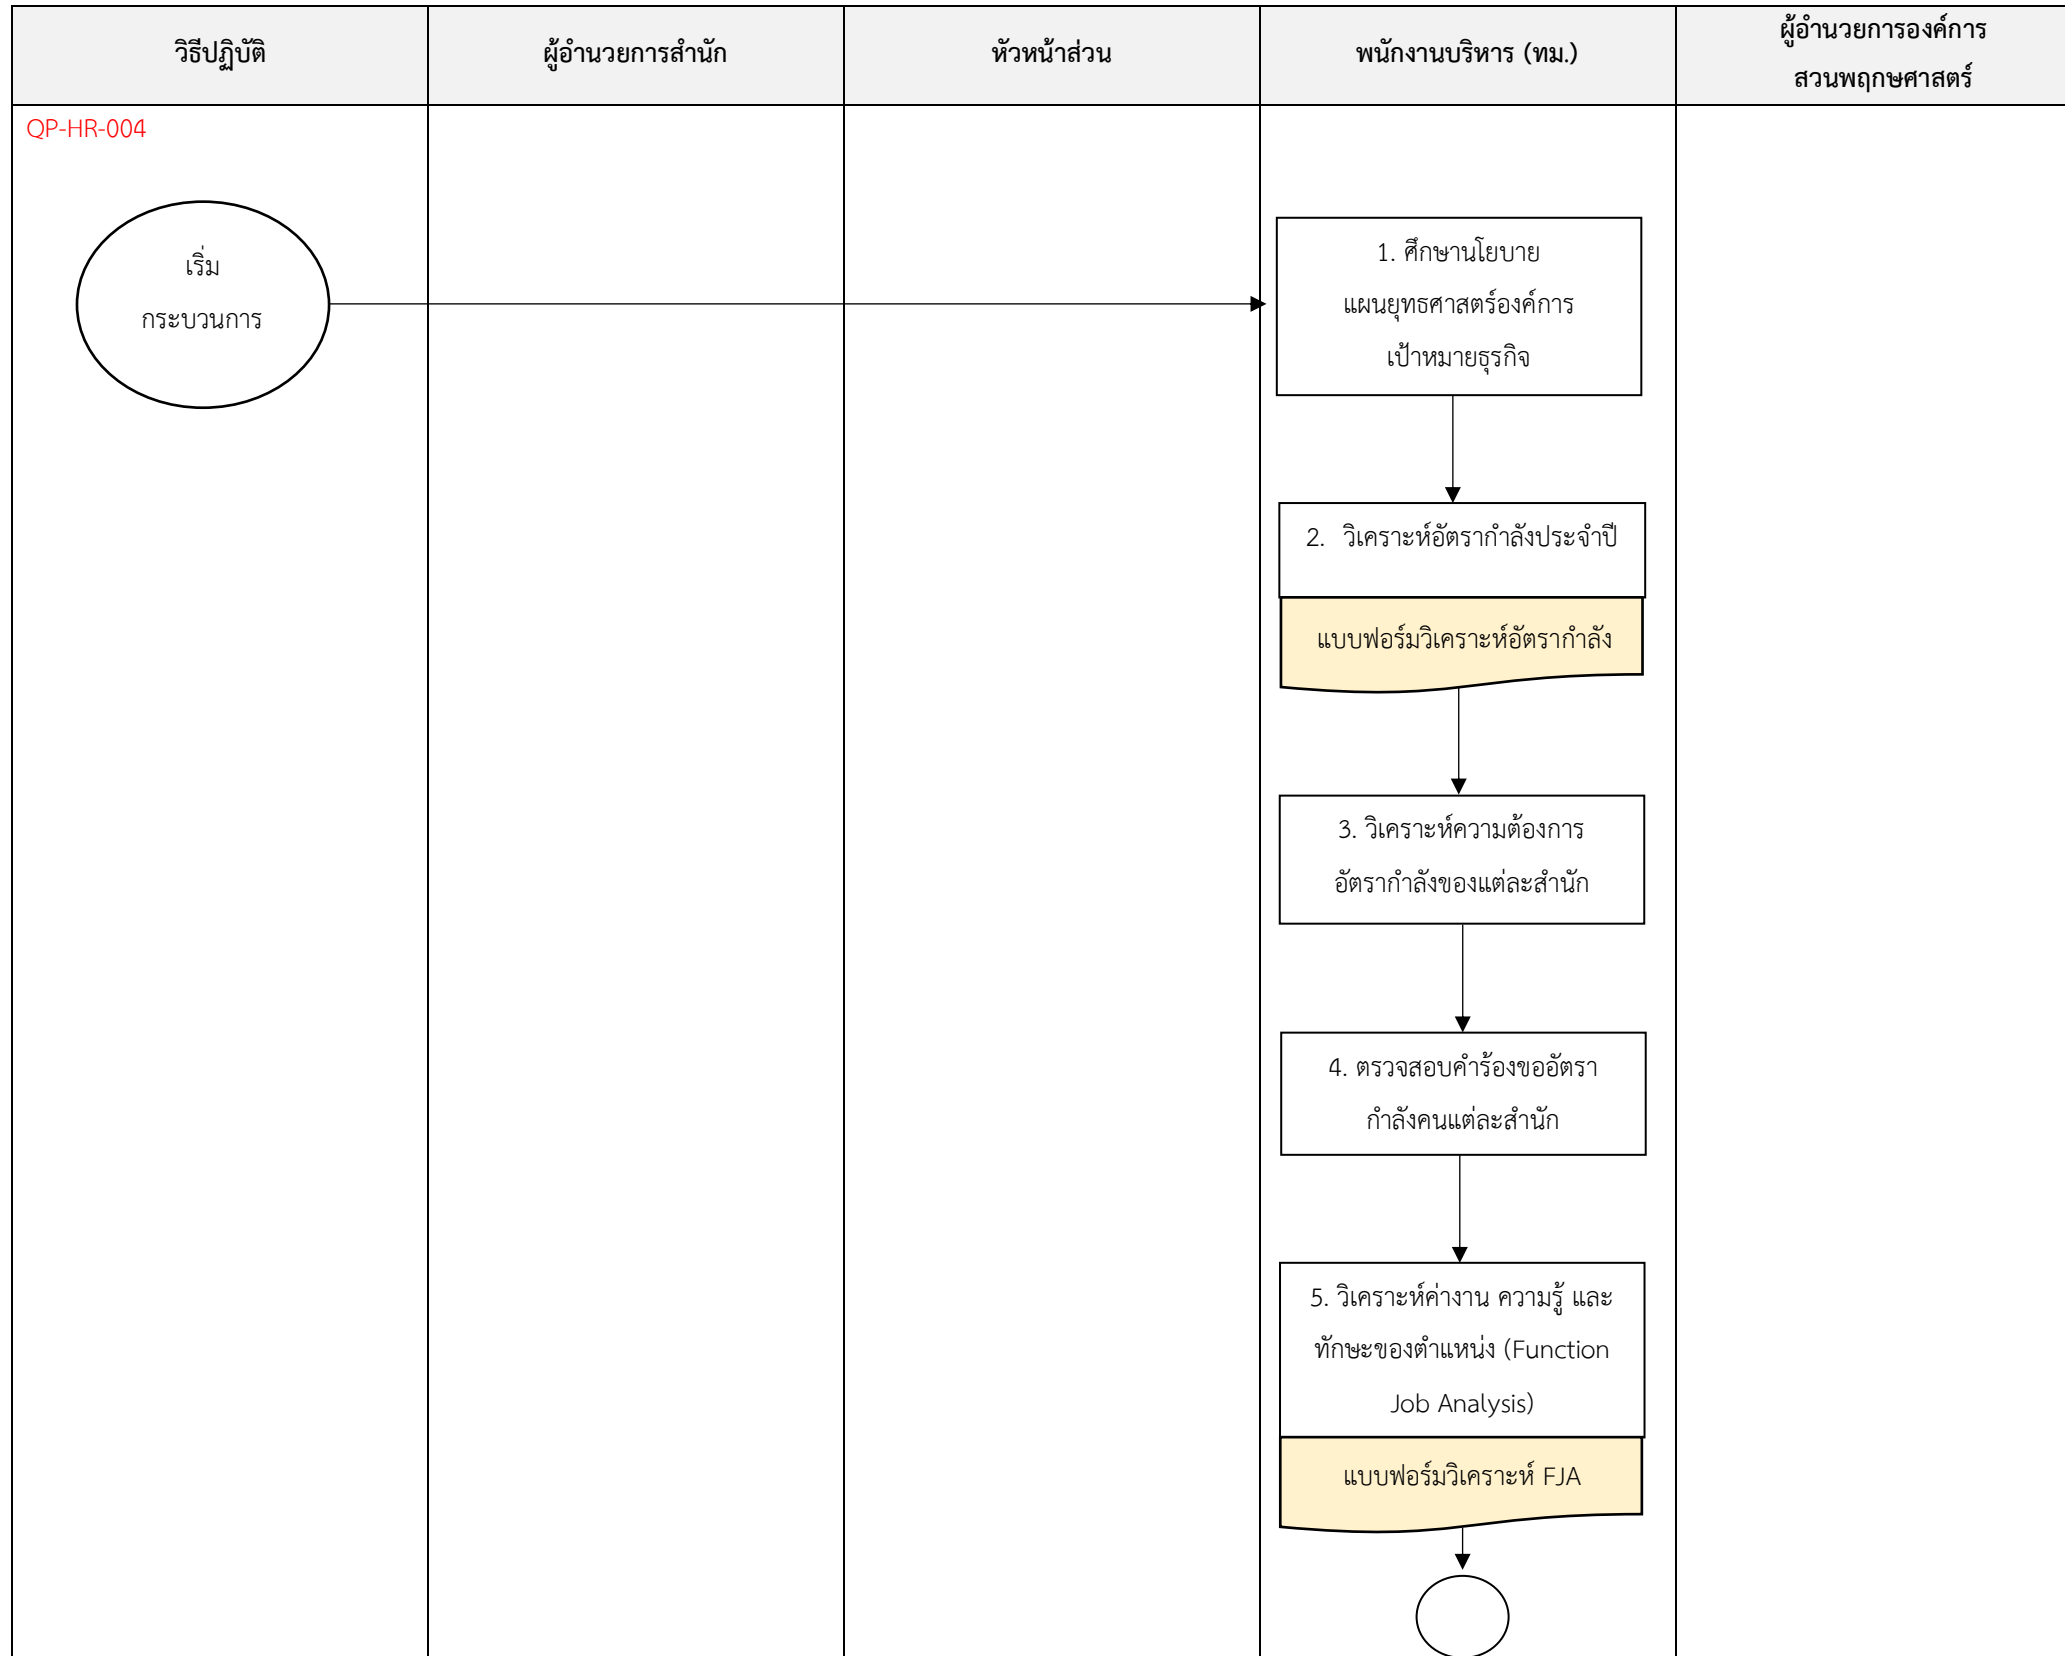 วิธีปฏิบัติ
ผู้อำนวยการสำนัก
หัวหน้าส่วน
พนักงานบริหาร (ทม.)
ผู้อำนวยการองค์การ
สวนพฤกษศาสตร์
QP-HR-004
เริ่ม
กระบวนการ
1. ศึกษานโยบาย
แผนยุทธศาสตร์องค์การ
เป้าหมายธุรกิจ
2. วิเคราะห์อัตรากำลังประจำปี
แบบฟอร์มวิเคราะห์อัตรากำลัง
3. วิเคราะห์ความต้องการ
อัตรากำลังของแต่ละสำนัก
4. ตรวจสอบคำร้องขออัตรา
กำลังคนแต่ละสำนัก
5. วิเคราะห์ค่างาน ความรู้ และ
ทักษะของตำแหน่ง (Function
Job Analysis)
แบบฟอร์มวิเคราะห์ FJA